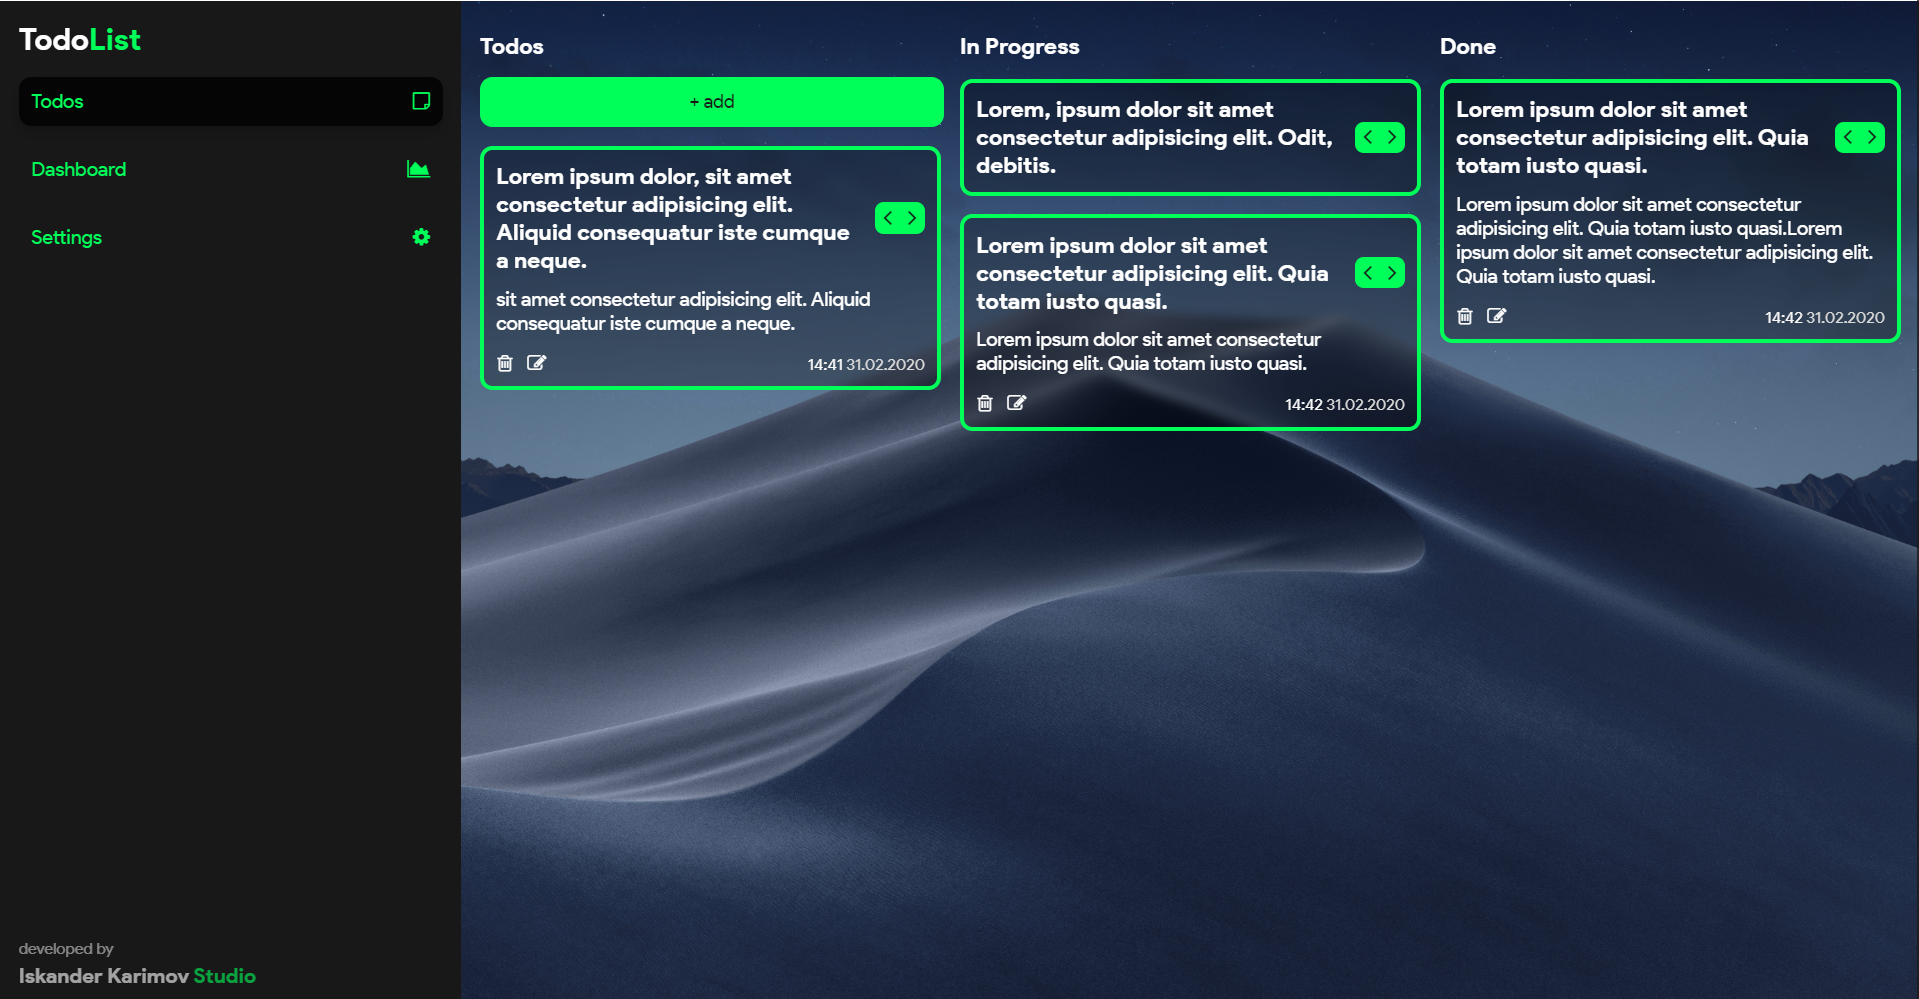 TodoList
Todos
Dashboard
Settings
developed by
Iskander Karimov Studio
Todos
+ add
Lorem ipsum dolor, sit amet
consectetur adipisicing elit.
Aliquid consequatur iste cumque
a neque.
sit amet consectetur adipisicing elit. Aliquid
consequatur iste cumque a neque.
14:41 31.02.2020
In Progress
Lorem, ipsum dolor sit amet
consectetur adipisicing elit. Odit,
debitis.
Lorem ipsum dolor sit amet
consectetur adipisicing elit. Quia
totam iusto quasi.
Lorem ipsum dolor sit amet consectetur
adipisicing elit. Quia totam iusto quasi.
14:42 31.02.2020
Done
Lorem ipsum dolor sit amet
consectetur adipisicing elit. Quia
totam iusto quasi.
Lorem ipsum dolor sit amet consectetur
adipisicing elit. Quia totam iusto quasi.Lorem
ipsum dolor sit amet consectetur adipisicing elit.
Quia totam iusto quasi.
14:42 31.02.2020